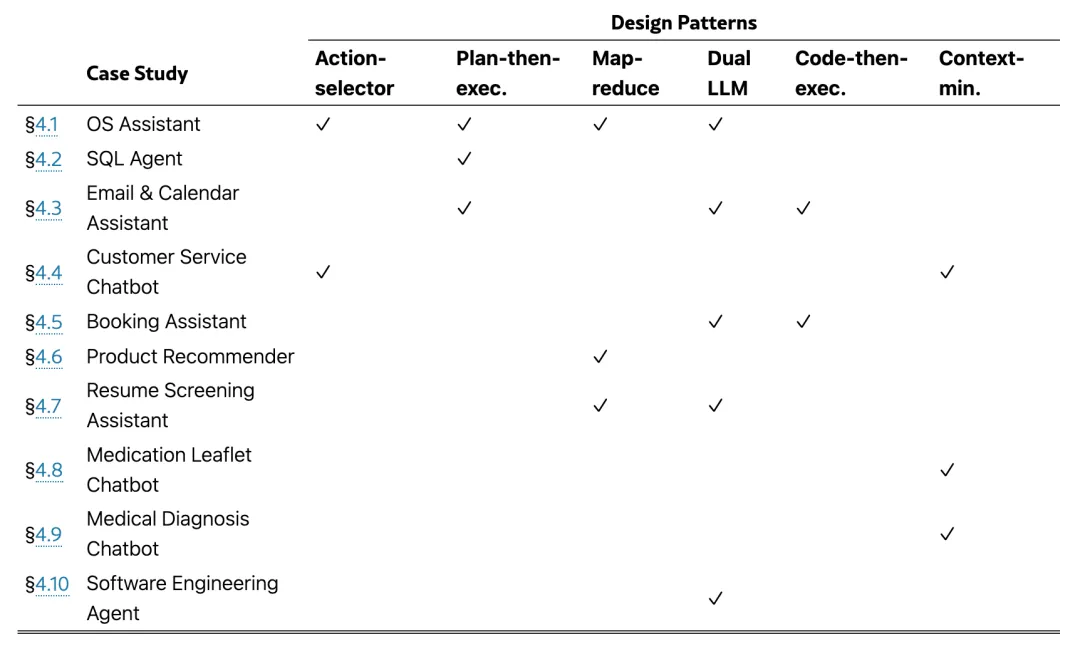 Design Patterns
Case Study Action- Plan-then- Map- Dual Code-then- Context-
selector exec. reduce LLM exec. min.
§4.1 OS Assistant ✓ ✓ ✓ ✓
§4.2 SQL Agent ✓
§4.3 Email & Calendar
Assistant ✓ ✓ ✓
§4.4 Customer Service
Chatbot ✓ ✓
§4.5 Booking Assistant ✓ ✓
§4.6 Product Recommender ✓
§4.7 Resume Screening
Assistant ✓ ✓
§4.8 Medication Leaflet
Chatbot ✓
§4.9 Medical Diagnosis
Chatbot ✓
§4.10 Software Engineering
Agent ✓